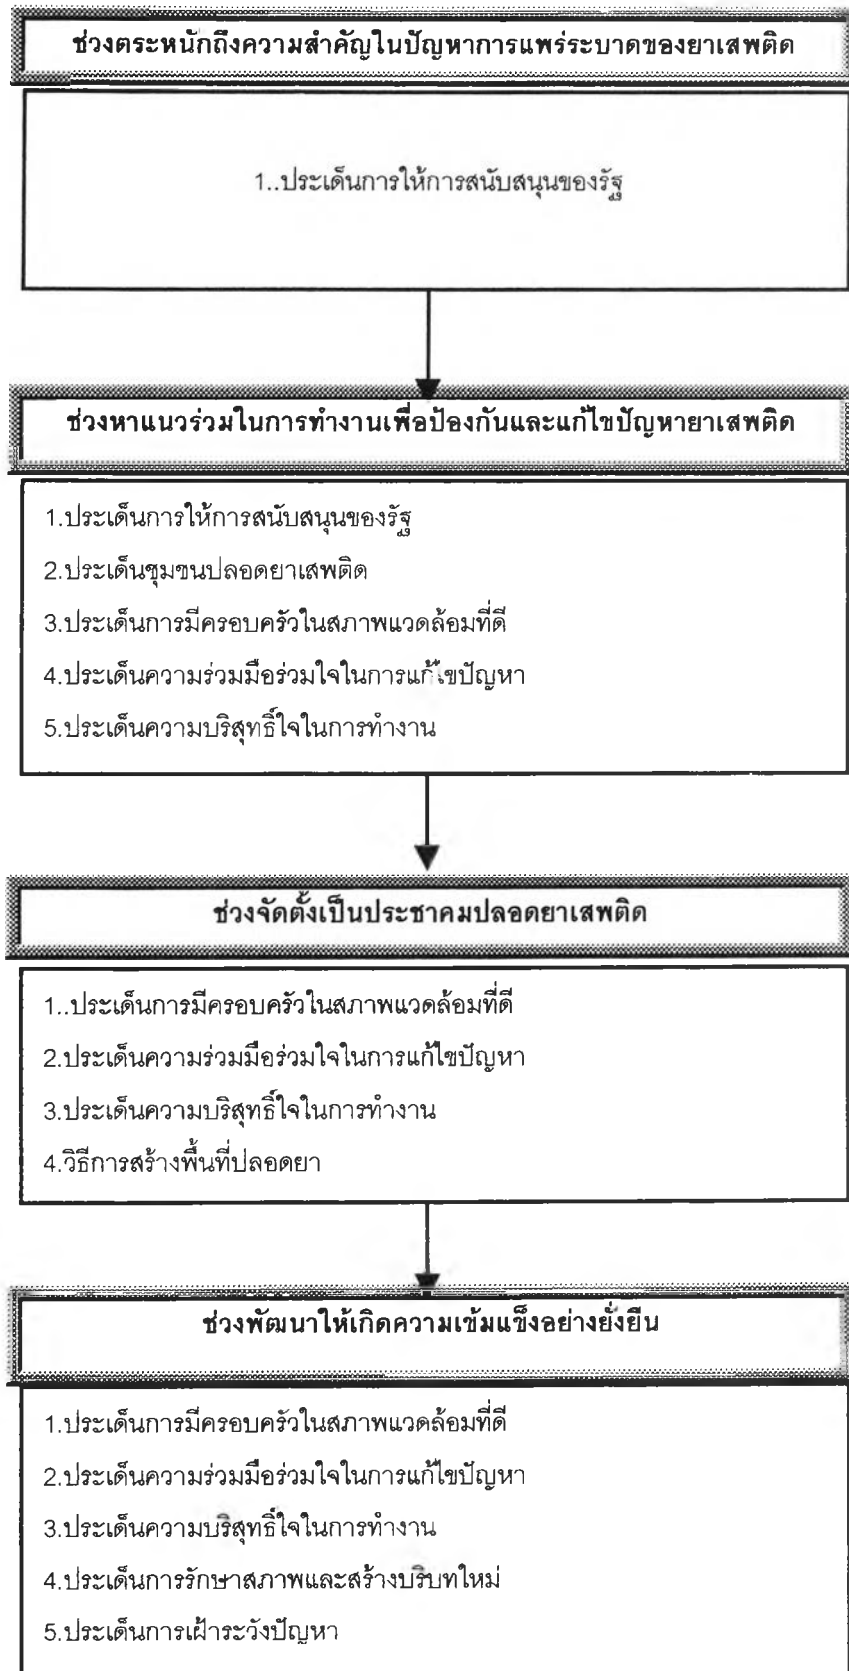 ช่วงตระหนักถึงความสำคัญในปัญหาการแพร่ระบาดของยาเสพติด
1..ประเด็นการให้การสนับสนุนของรัฐ
ช่วงหาแนวร่วมในการทำงานเพื่อป้องกันและแก้ไขปัญหายาเสพติด
1.ประเด็นการให้การสนับสนุนของรัฐ
2.ประเด็นชุมชนปลอดยาเสพติด
3.ประเด็นการมีครอบครัวในสภาพแวดล้อมที่ดี
4.ประเด็นความร่วมมือร่วมใจในการแก้ไขปัญหา
5.ประเด็นความบริสุทธิ์ใจในการทำงาน
ช่วงจัดตั้งเป็นประชาคมปลอดยาเสพติด
1..ประเด็นการมีครอบครัวในสภาพแวดล้อมที่ดี
2.ประเด็นความร่วมมือร่วมใจในการแก้ไขปัญหา
3.ประเด็นความบริสุทธิ์ใจในการทำงาน
4.วิธีการสร้างพื้นที่ปลอดยา
ช่วงพัฒนาให้เกิดความเข้มแข็งอย่างยั่งยืน
1.ประเด็นการมีครอบครัวในสภาพแวดล้อมที่ดี
2.ประเด็นความร่วมมือร่วมใจในการแก้ไขปัญหา
3.ประเด็นความบริสุทธิ์ใจในการทำงาน
4.ประเด็นการรักษาสภาพและสร้างบริบทใหม่
5.ประเด็นการเฝ้าระวังปัญหา